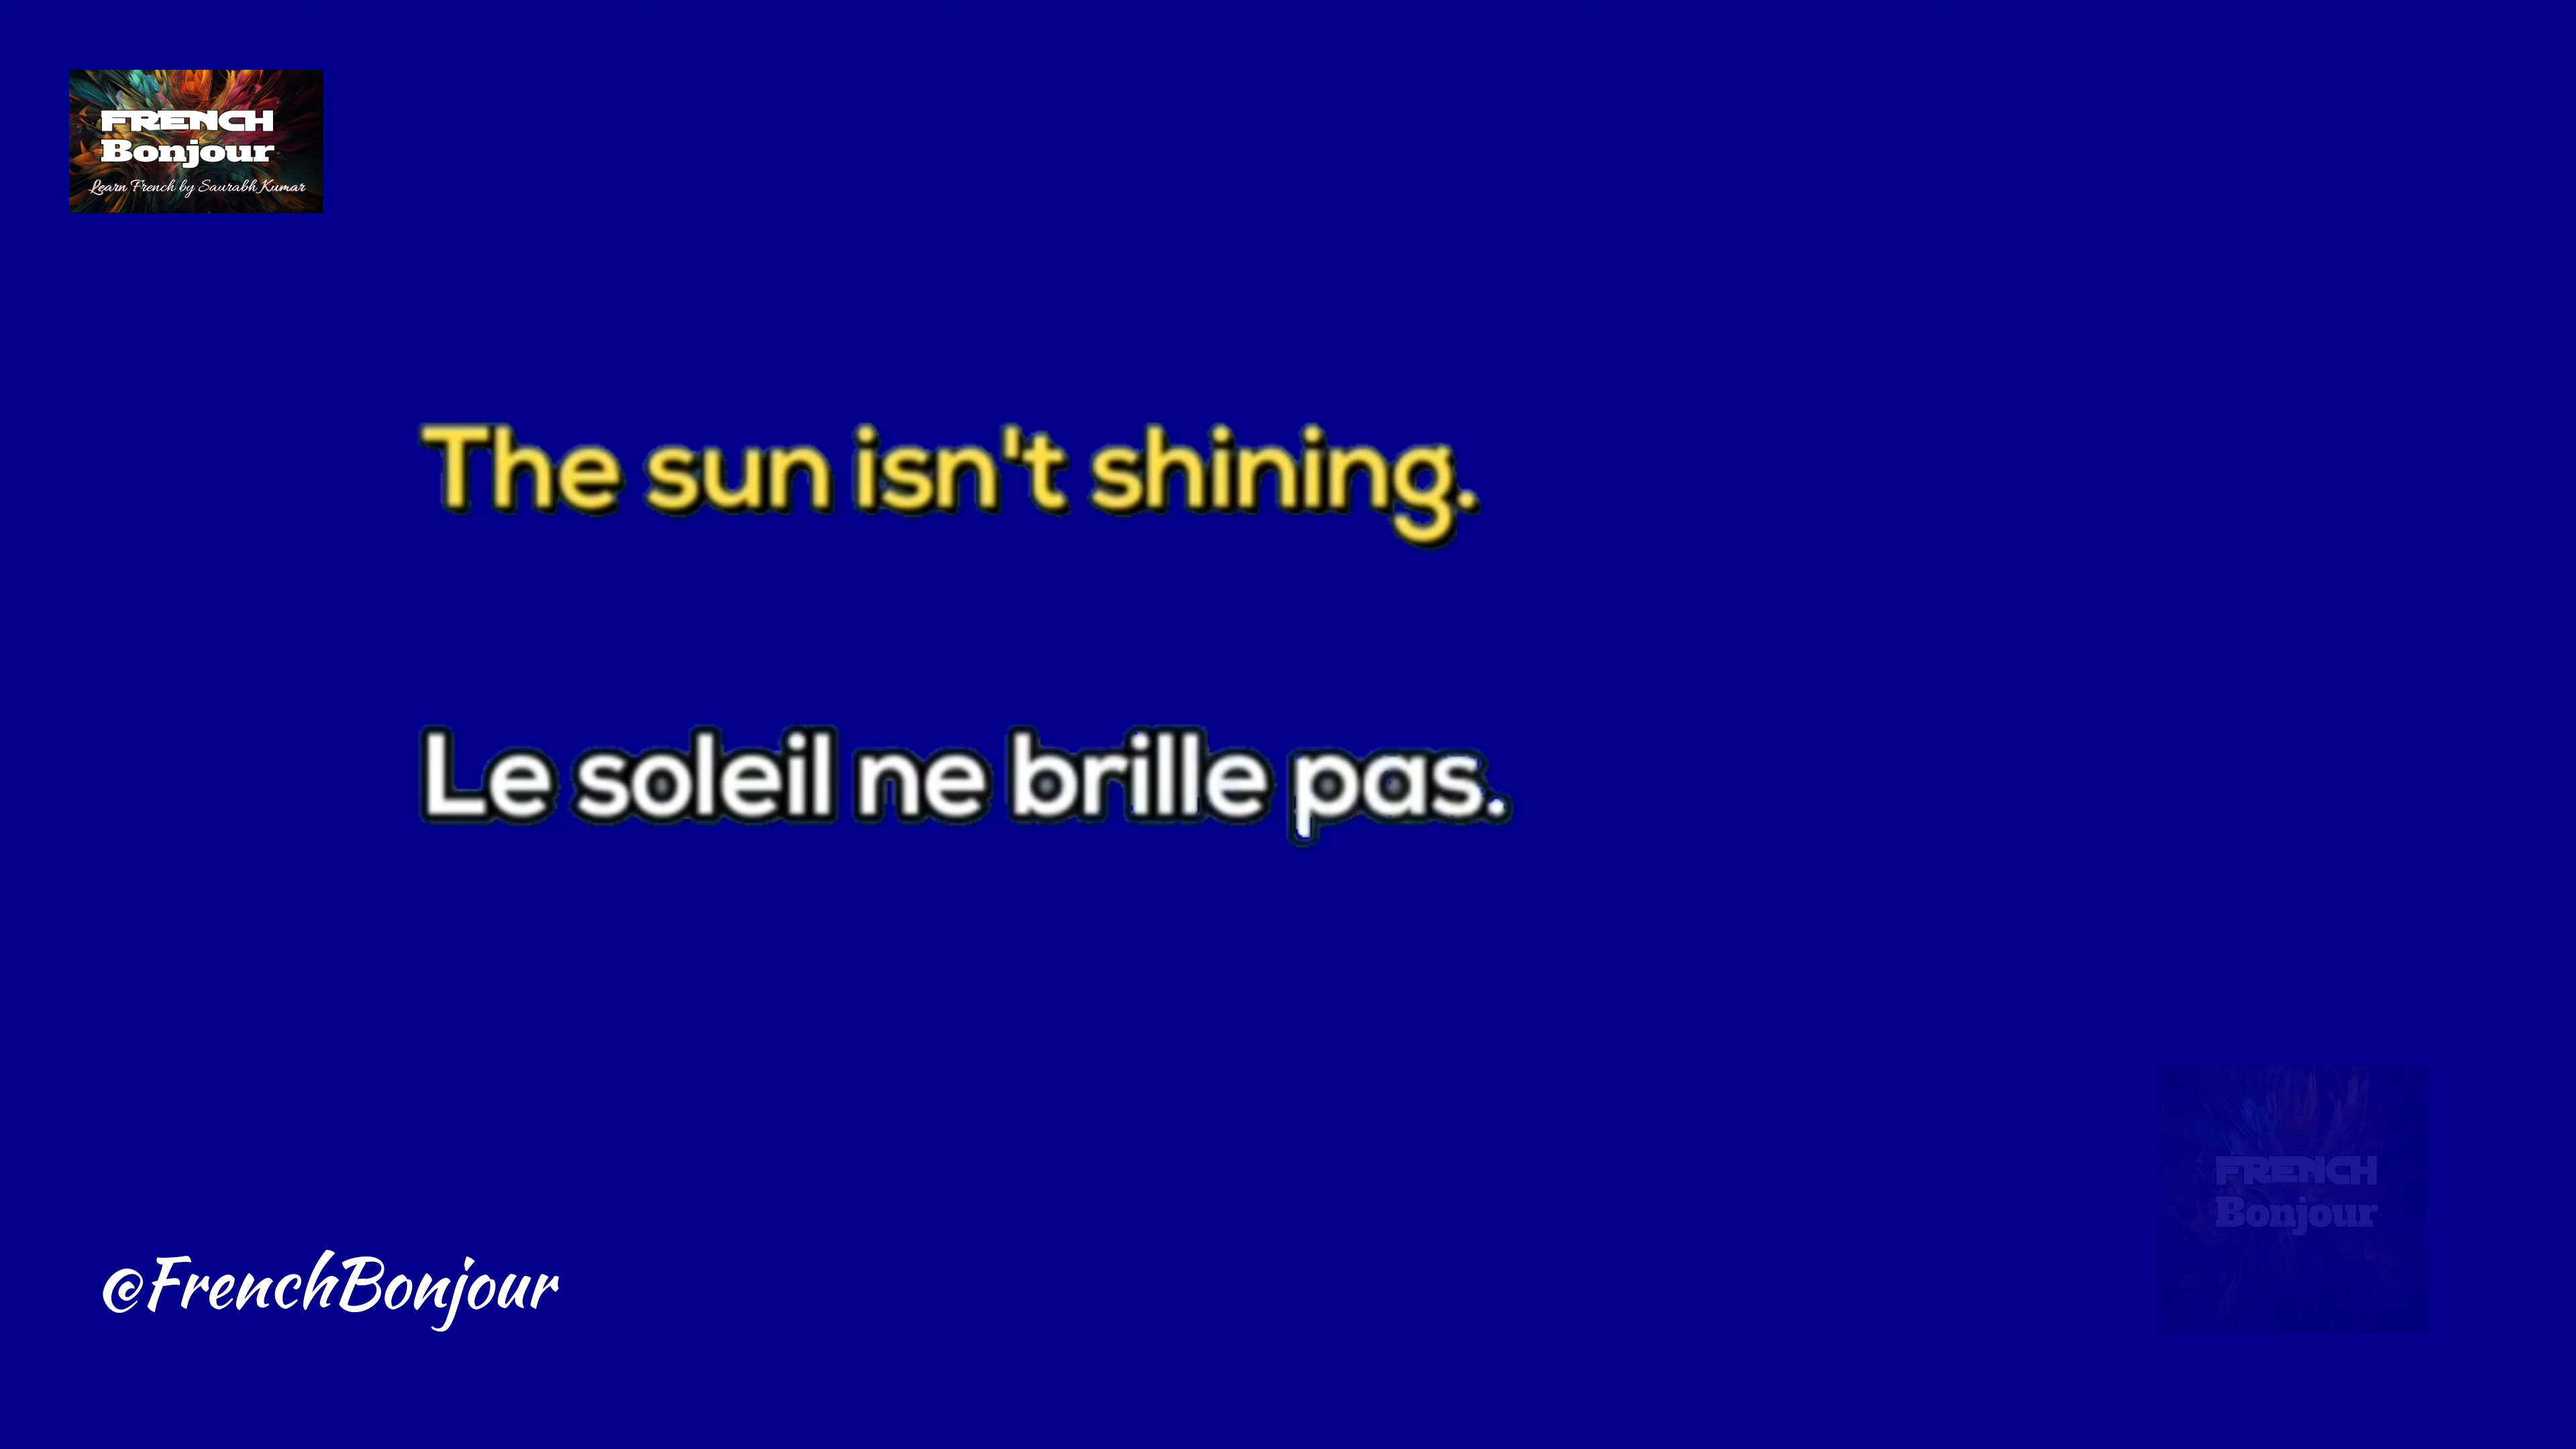 FRENCH
Bonjour
Learn French by Saurabh Kumar
The sun isn't shining.
Le soleil ne brille pas.
FRENCH
Bonjour
@FrenchBonjour